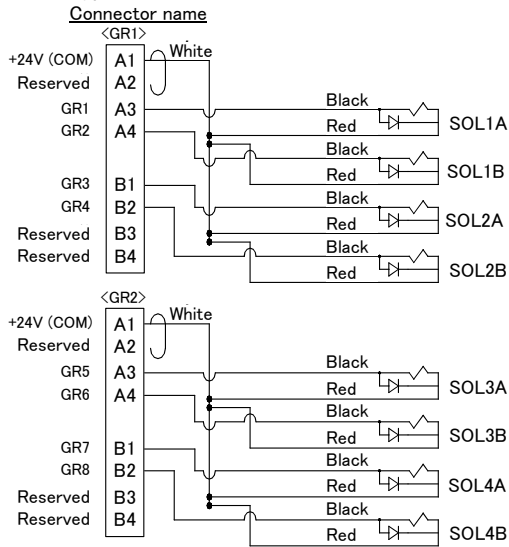 Connector name
<GR1>
+24V (COM) A1 White
Reserved A2
GR1 A3 Black
Red SOL1A
GR2 A4 Black
Red SOL1B
GR3 B1 Black
Red SOL2A
GR4 B2 Black
Red SOL2B
Reserved B3
Reserved B4
<GR2>
+24V (COM) A1 White
Reserved A2
GR5 A3 Black
Red SOL3A
GR6 A4 Black
Red SOL3B
GR7 B1 Black
Red SOL4A
GR8 B2 Black
Red SOL4B
Reserved B3
Reserved B4